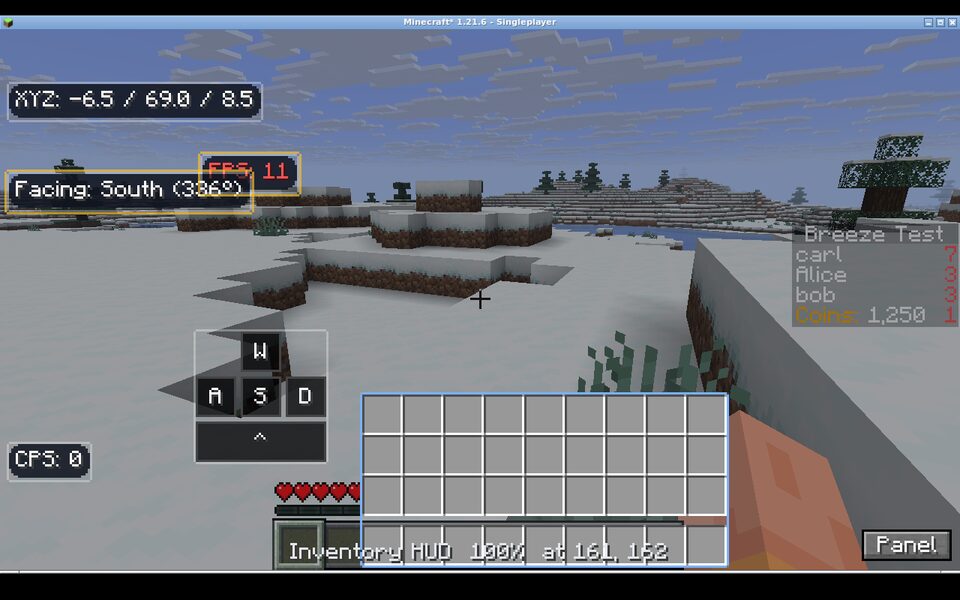 Minecraft* 1.21.6 - Singleplayer
XYZ: -6.5 / 69.0 / 8.5
FPS: 11
Facing: South (336°)
Breeze Test
carl 7
Alice 3
bob 3
Coins: 1,250 1
W
A S D
^
CPS: 0
Inventory HUD 100% at 161, 162
Panel